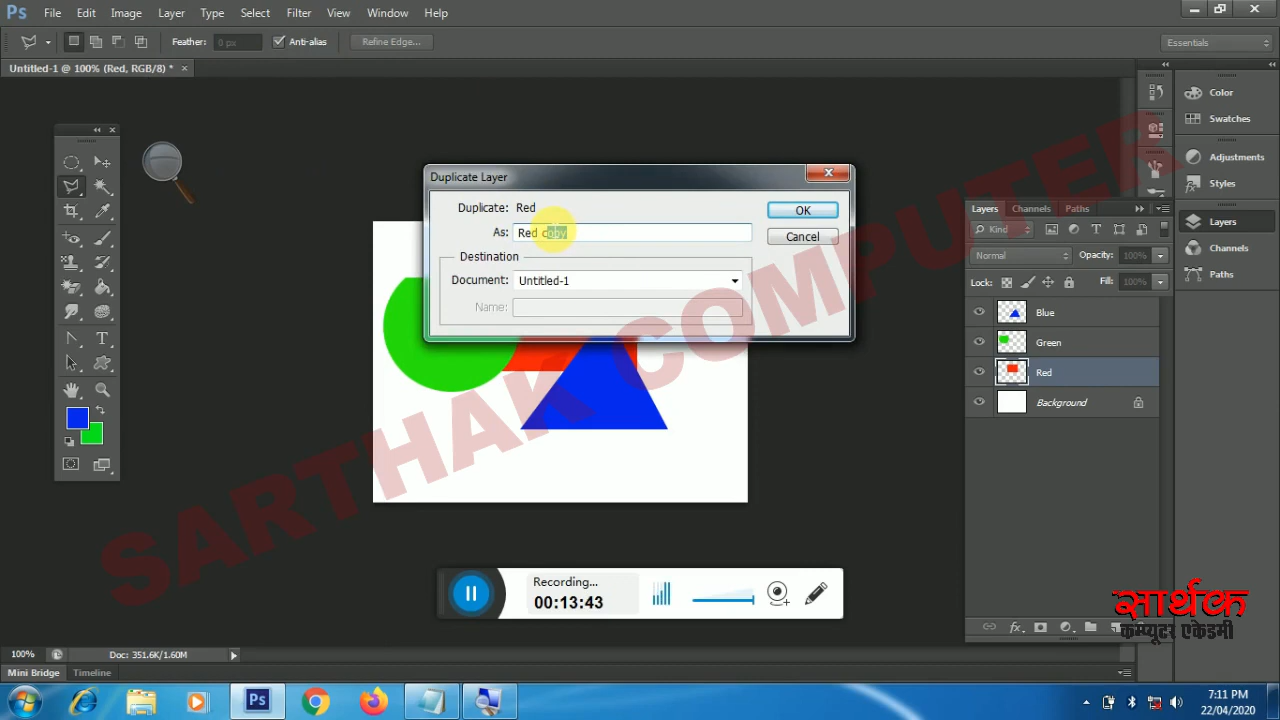 Ps File Edit Image Layer Type Select Filter View Window Help
Feather: 0 px Anti-alias Refine Edge... Essentials
Untitled-1 @ 100% (Red, RGB/8) *
Color
Swatches
Adjustments
Styles
Layers
Channels
Paths
Duplicate Layer
Duplicate: Red
As: Red copy
Destination
Document: Untitled-1
Name:
OK
Cancel
Layers Channels Paths
Kind
Normal Opacity: 100%
Lock: Fill: 100%
Blue
Green
Red
Background
SARTHAK COMPUTER
Recording...
00:13:43
सार्थक
कम्प्यूटर एकेडमी
100% Doc: 351.6K/1.60M
Mini Bridge Timeline
Ps
7:11 PM
22/04/2020